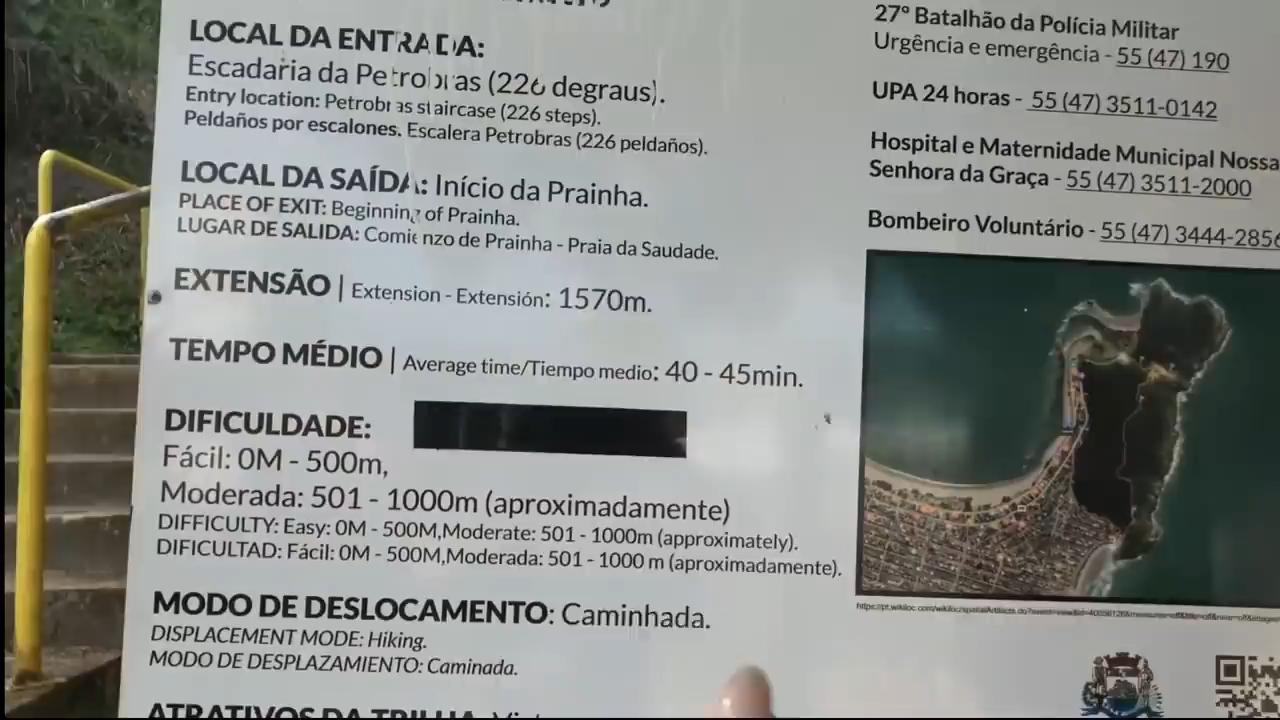 LOCAL DA ENTRADA:
Escadaria da Petrobras (226 degraus).
Entry location: Petrobras staircase (226 steps).
Peldaños por escalones. Escalera Petrobras (226 peldaños).
LOCAL DA SAÍDA: Início da Prainha.
PLACE OF EXIT: Beginning of Prainha.
LUGAR DE SALIDA: Comienzo de Prainha - Praia da Saudade.
EXTENSÃO | Extension - Extensión: 1570m.
TEMPO MÉDIO | Average time/Tiempo medio: 40 - 45min.
DIFICULDADE:
Fácil: 0M - 500m,
Moderada: 501 - 1000m (aproximadamente)
DIFFICULTY: Easy: 0M - 500M,Moderate: 501 - 1000m (approximately).
DIFICULTAD: Fácil: 0M - 500M,Moderada: 501 - 1000 m (aproximadamente).
MODO DE DESLOCAMENTO: Caminhada.
DISPLACEMENT MODE: Hiking.
MODO DE DESPLAZAMIENTO: Caminada.
ATRATIVOS DA TRILHA:
27° Batalhão da Polícia Militar
Urgência e emergência - 55 (47) 190
UPA 24 horas - 55 (47) 3511-0142
Hospital e Maternidade Municipal Nossa
Senhora da Graça - 55 (47) 3511-2000
Bombeiro Voluntário - 55 (47) 3444-2856